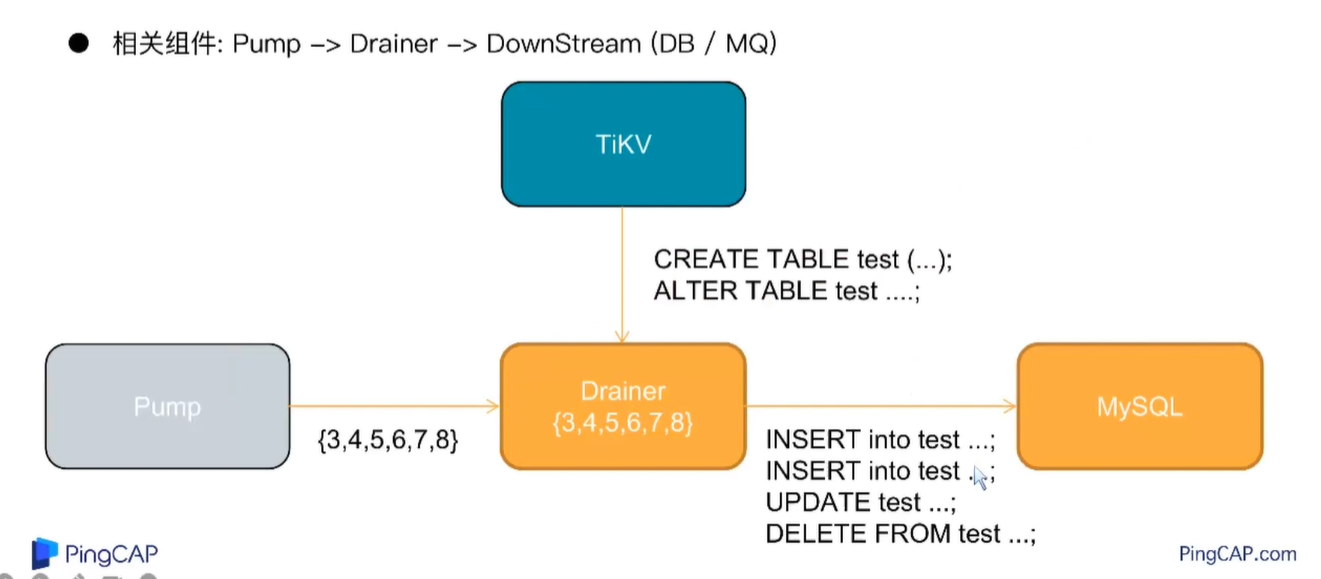 ● 相关组件: Pump –> Drainer –> DownStream (DB / MQ)
TiKV
CREATE TABLE test (...);
ALTER TABLE test ....;
Pump
{3,4,5,6,7,8}
Drainer
{3,4,5,6,7,8}
MySQL
INSERT into test ...;
INSERT into test ...;
UPDATE test ...;
DELETE FROM test ...;
PingCAP
PingCAP.com